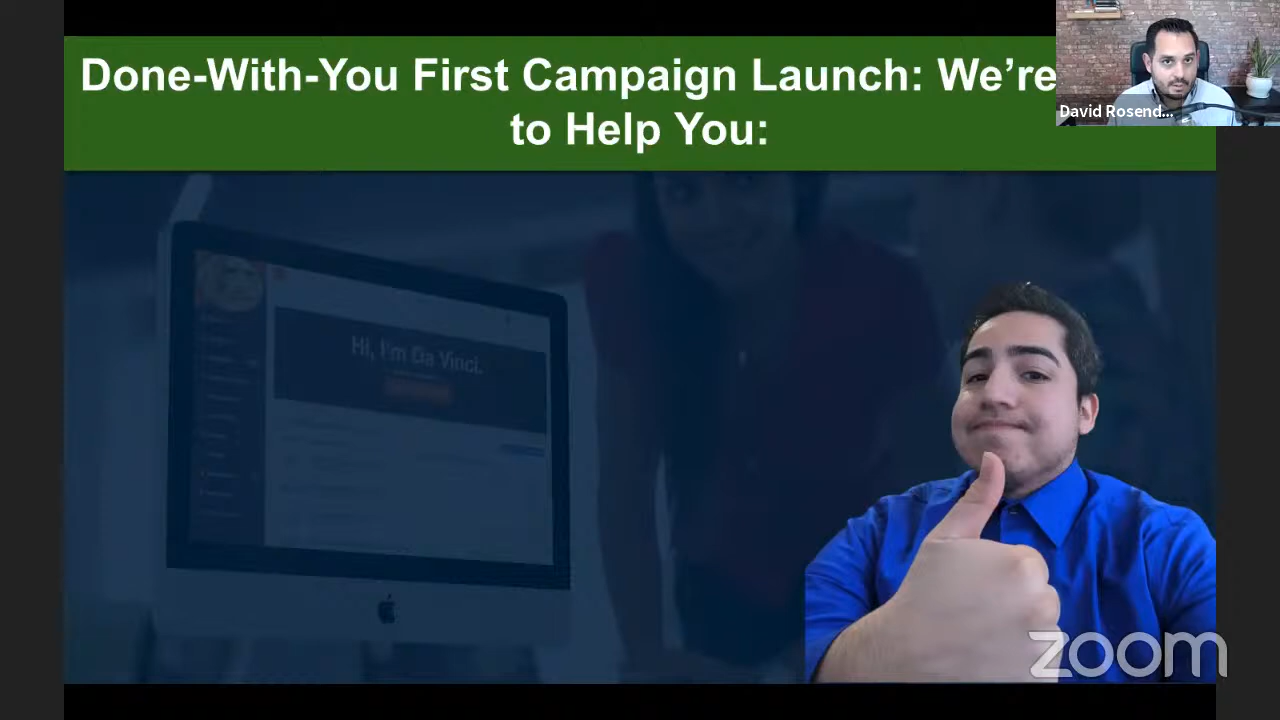 Done-With-You First Campaign Launch: We’re
to Help You:
David Rosend...
Hi, I'm Da Vinci.
zoom